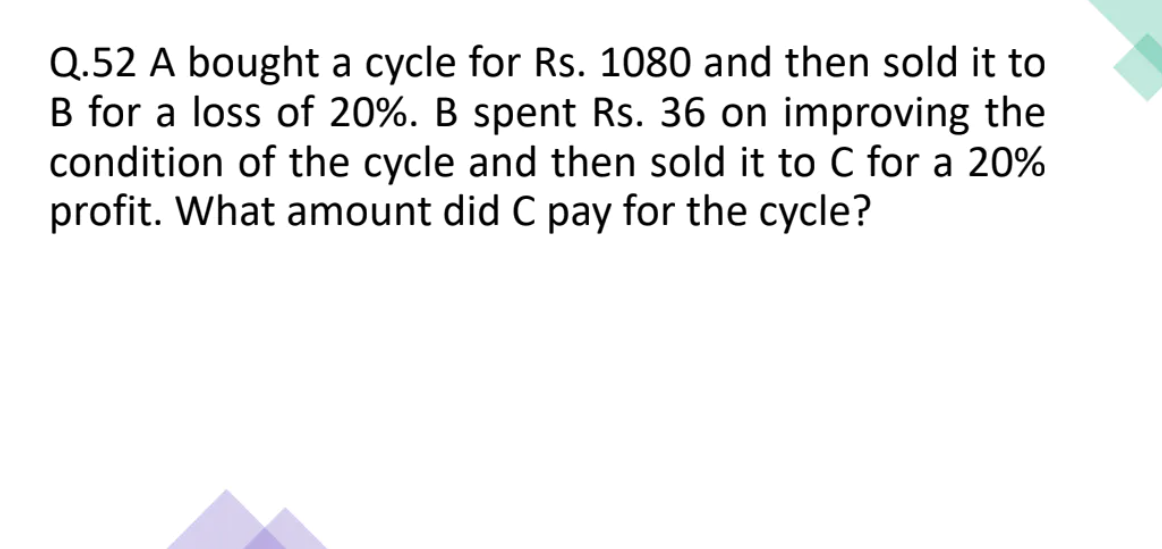 Q.52 A bought a cycle for Rs. 1080 and then sold it to
B for a loss of 20%. B spent Rs. 36 on improving the
condition of the cycle and then sold it to C for a 20%
profit. What amount did C pay for the cycle?